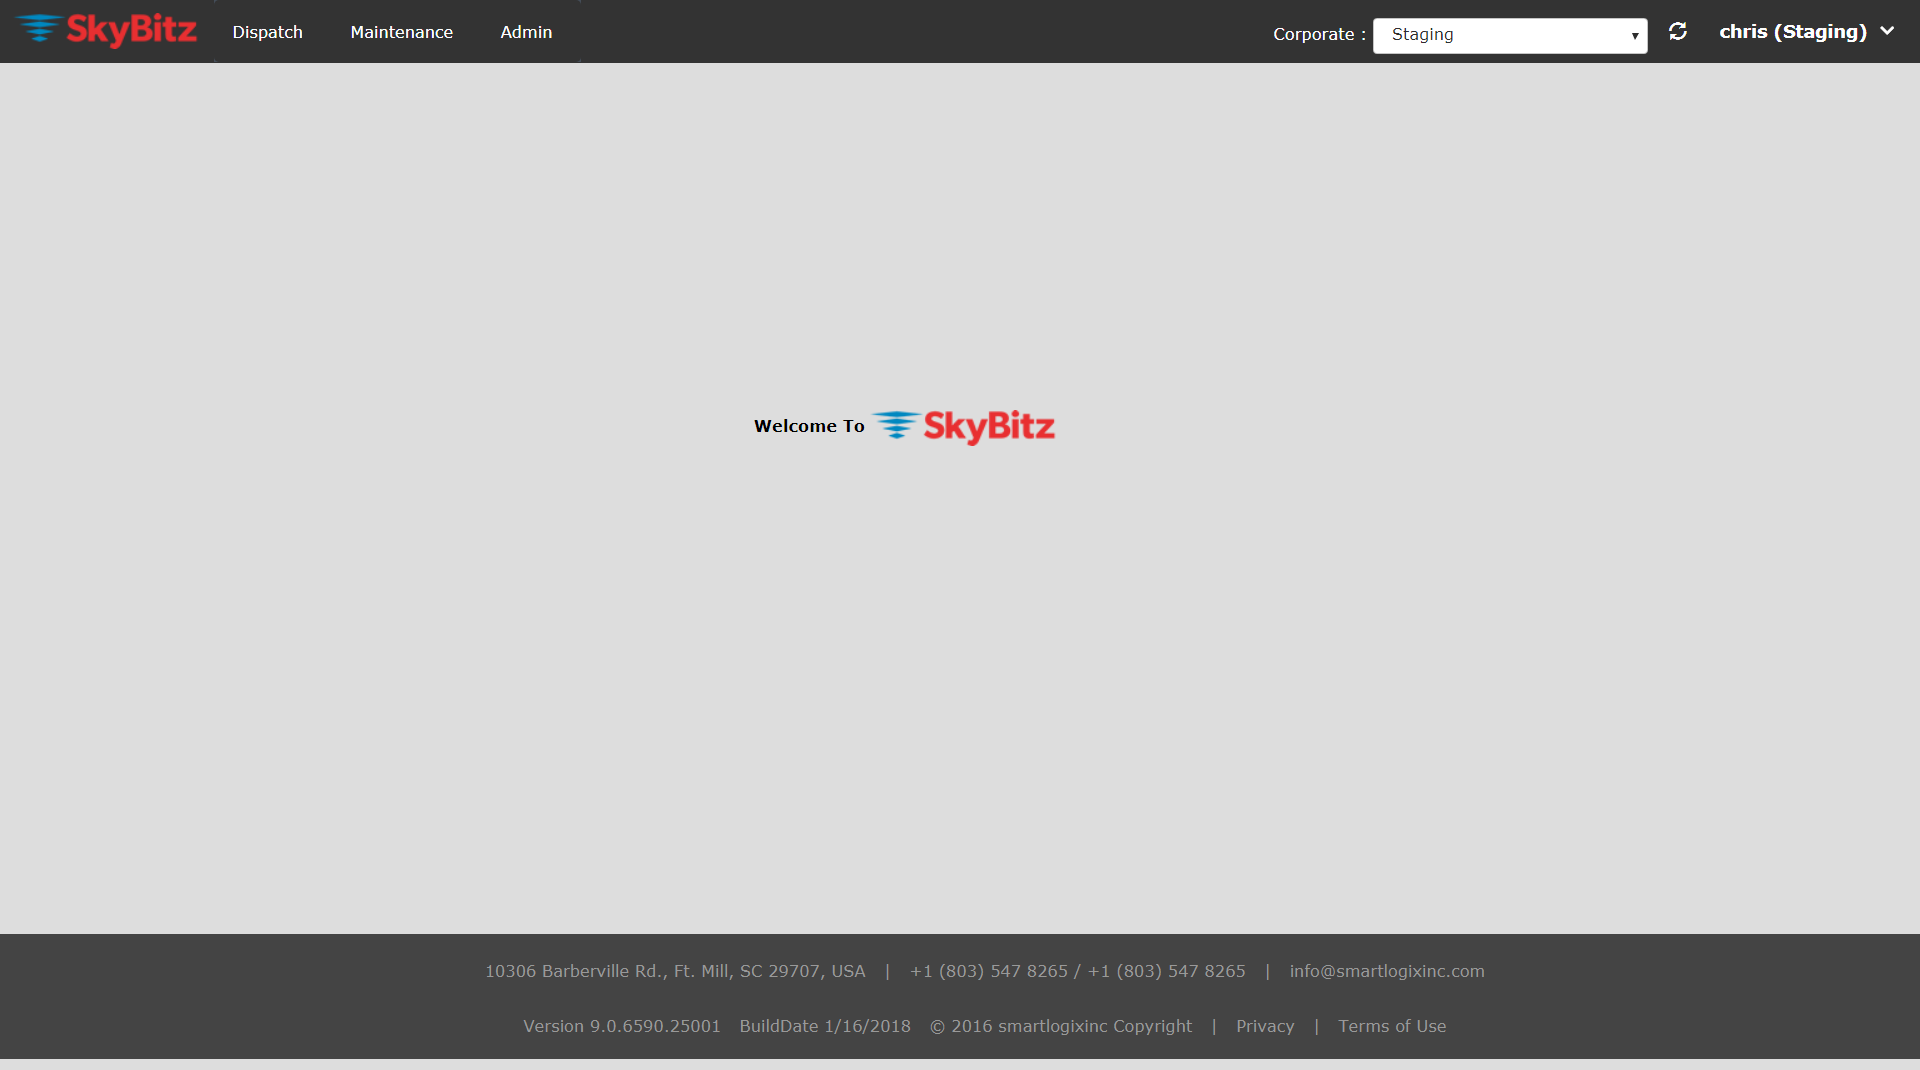 SkyBitz Dispatch Maintenance Admin Corporate : Staging chris (Staging)
Welcome To SkyBitz
10306 Barberville Rd., Ft. Mill, SC 29707, USA | +1 (803) 547 8265 / +1 (803) 547 8265 | info@smartlogixinc.com
Version 9.0.6590.25001 BuildDate 1/16/2018 © 2016 smartlogixinc Copyright | Privacy | Terms of Use